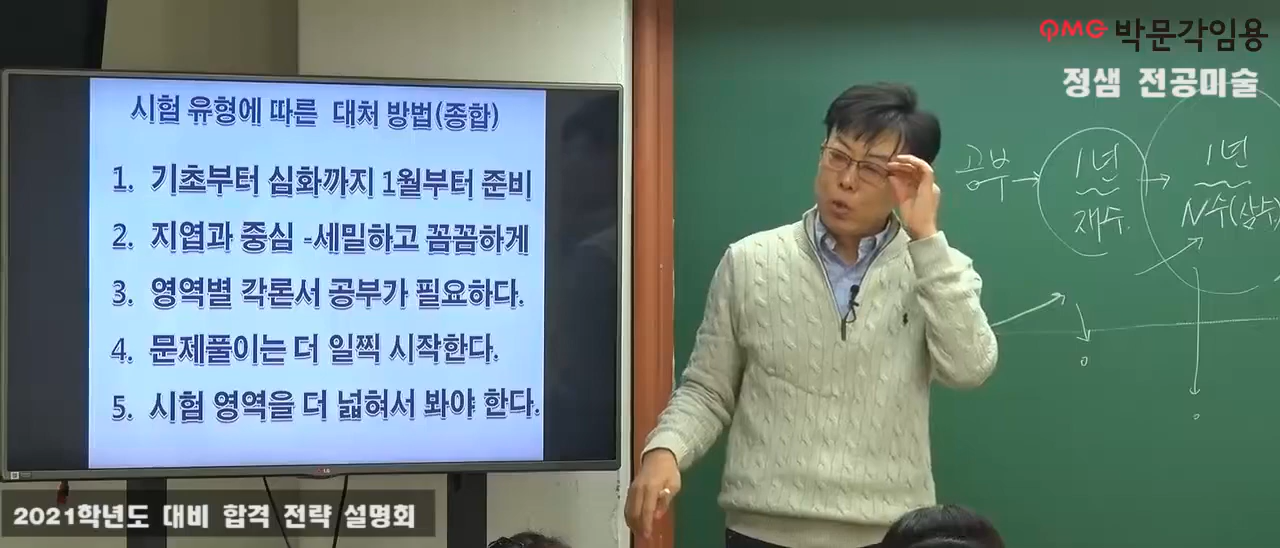 PMG 박문각임용
정샘 전공미술
시험 유형에 따른 대처 방법(종합)
1. 기초부터 심화까지 1월부터 준비
2. 지엽과 중심 -세밀하고 꼼꼼하게
3. 영역별 각론서 공부가 필요하다.
4. 문제풀이는 더 일찍 시작한다.
5. 시험 영역을 더 넓혀서 봐야 한다.
LG
공부 → 1년 → 1년
재수. N수(삼수)
2021학년도 대비 합격 전략 설명회